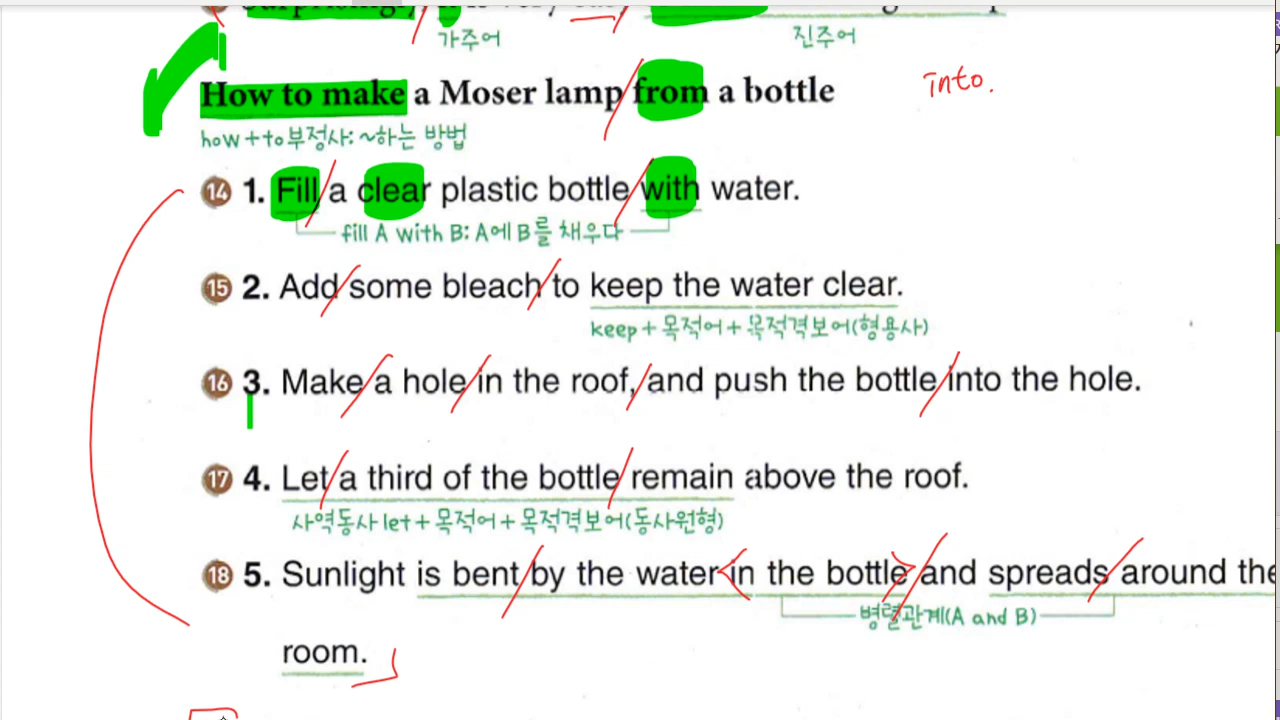 가주어
진주어
How to make a Moser lamp from a bottle
into.
how+to부정사: ~하는 방법
14 1. Fill a clear plastic bottle with water.
fill A with B: A에 B를 채우다
15 2. Add some bleach to keep the water clear.
keep+목적어+목적격보어(형용사)
16 3. Make a hole in the roof, and push the bottle into the hole.
17 4. Let a third of the bottle remain above the roof.
사역동사 let+목적어+목적격보어(동사원형)
18 5. Sunlight is bent by the water in the bottle and spreads around the
병렬관계(A and B)
room.